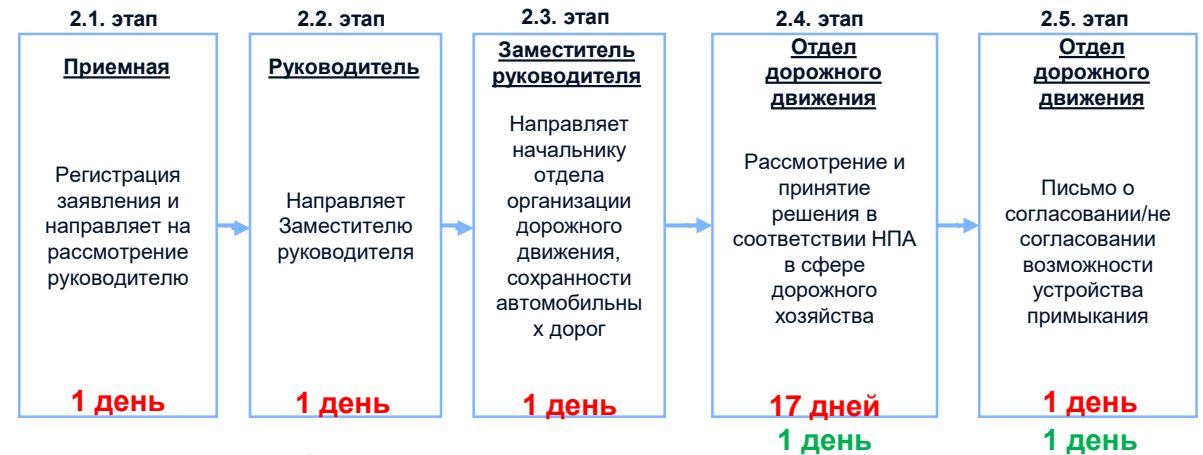 2.1. этап
Приемная
Регистрация
заявления и
направляет на
рассмотрение
руководителю
1 день
2.2. этап
Руководитель
Направляет
Заместителю
руководителя
1 день
2.3. этап
Заместитель
руководителя
Направляет
начальнику
отдела
организации
дорожного
движения,
сохранности
автомобильны
х дорог
1 день
2.4. этап
Отдел
дорожного
движения
Рассмотрение и
принятие
решения в
соответствии НПА
в сфере
дорожного
хозяйства
17 дней
1 день
2.5. этап
Отдел
дорожного
движения
Письмо о
согласовании/не
согласовании
возможности
устройства
примыкания
1 день
1 день